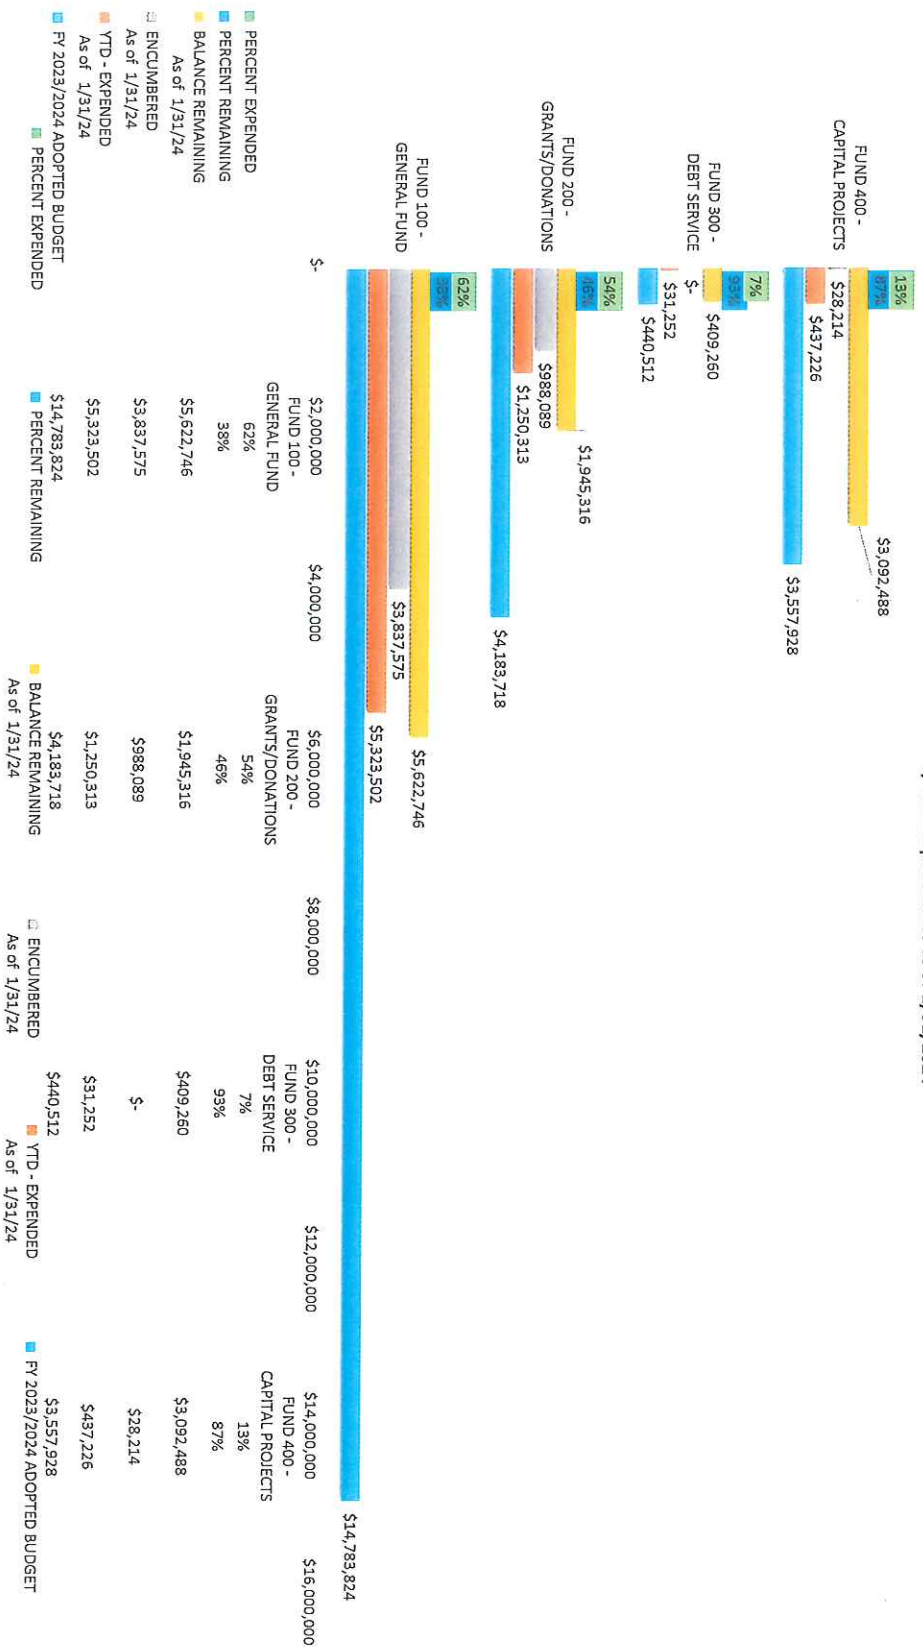 FUND 400 -
CAPITAL PROJECTS
13%
87%
$3,092,488
$28,214
$437,226
$3,557,928
FUND 300 -
DEBT SERVICE
7%
93%
$409,260
$-
$31,252
$440,512
FUND 200 -
GRANTS/DONATIONS
54%
46%
$1,945,316
$988,089
$1,250,313
$4,183,718
FUND 100 -
GENERAL FUND
62%
38%
$5,622,746
$3,837,575
$5,323,502
$14,783,824
$- $2,000,000 $4,000,000 $6,000,000 $8,000,000 $10,000,000 $12,000,000 $14,000,000 $16,000,000
FUND 100 - FUND 200 - FUND 300 - FUND 400 -
GENERAL FUND GRANTS/DONATIONS DEBT SERVICE CAPITAL PROJECTS
PERCENT EXPENDED 62% 54% 7% 13%
PERCENT REMAINING 38% 46% 93% 87%
BALANCE REMAINING $5,622,746 $1,945,316 $409,260 $3,092,488
As of 1/31/24
ENCUMBERED $3,837,575 $988,089 $- $28,214
As of 1/31/24
YTD - EXPENDED $5,323,502 $1,250,313 $31,252 $437,226
As of 1/31/24
FY 2023/2024 ADOPTED BUDGET $14,783,824 $4,183,718 $440,512 $3,557,928
PERCENT EXPENDED PERCENT REMAINING BALANCE REMAINING ENCUMBERED YTD - EXPENDED FY 2023/2024 ADOPTED BUDGET
As of 1/31/24 As of 1/31/24 As of 1/31/24